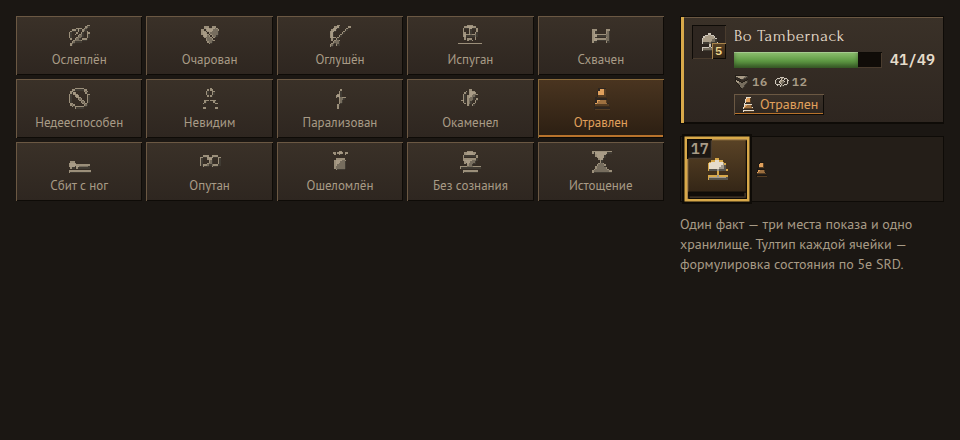 Ослеплён
Очарован
Оглушён
Испуган
Схвачен
Недееспособен
Невидим
Парализован
Окаменел
Отравлен
Сбит с ног
Опутан
Ошеломлён
Без сознания
Истощение
Bo Tambernack
5
41/49
16 12
Отравлен
17
Один факт — три места показа и одно
хранилище. Тултип каждой ячейки —
формулировка состояния по 5e SRD.